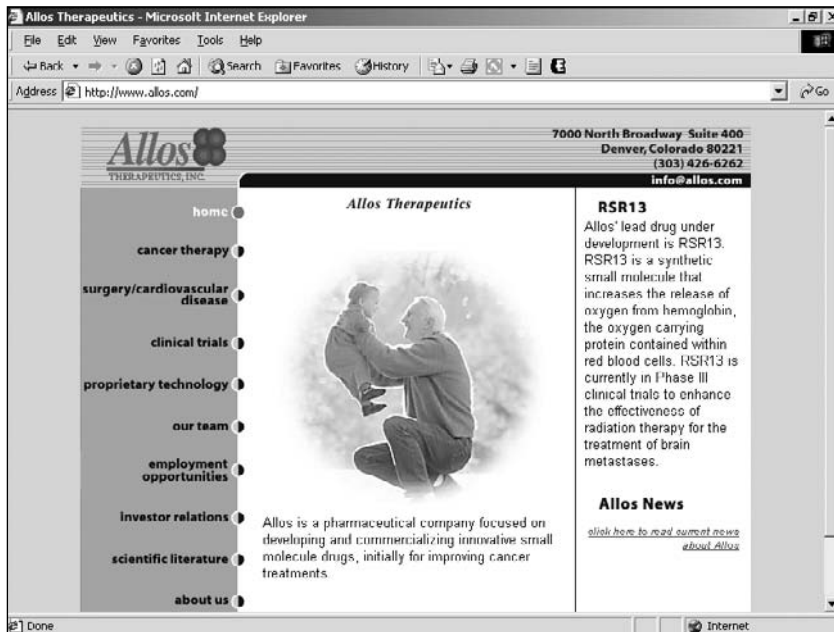 Allos Therapeutics - Microsoft Internet Explorer
File Edit View Favorites Tools Help
Back Search Favorites History
Address http://www.allos.com/ Go
Allos
THERAPEUTICS, INC.
7000 North Broadway Suite 400
Denver, Colorado 80221
(303) 426-6262
info@allos.com
home
cancer therapy
surgery/cardiovascular
disease
clinical trials
proprietary technology
our team
employment
opportunities
investor relations
scientific literature
about us
Allos Therapeutics
Allos is a pharmaceutical company focused on
developing and commercializing innovative small
molecule drugs, initially for improving cancer
treatments.
RSR13
Allos' lead drug under
development is RSR13.
RSR13 is a synthetic
small molecule that
increases the release of
oxygen from hemoglobin,
the oxygen carrying
protein contained within
red blood cells. RSR13 is
currently in Phase III
clinical trials to enhance
the effectiveness of
radiation therapy for the
treatment of brain
metastases.
Allos News
click here to read current news
about Allos
Done Internet